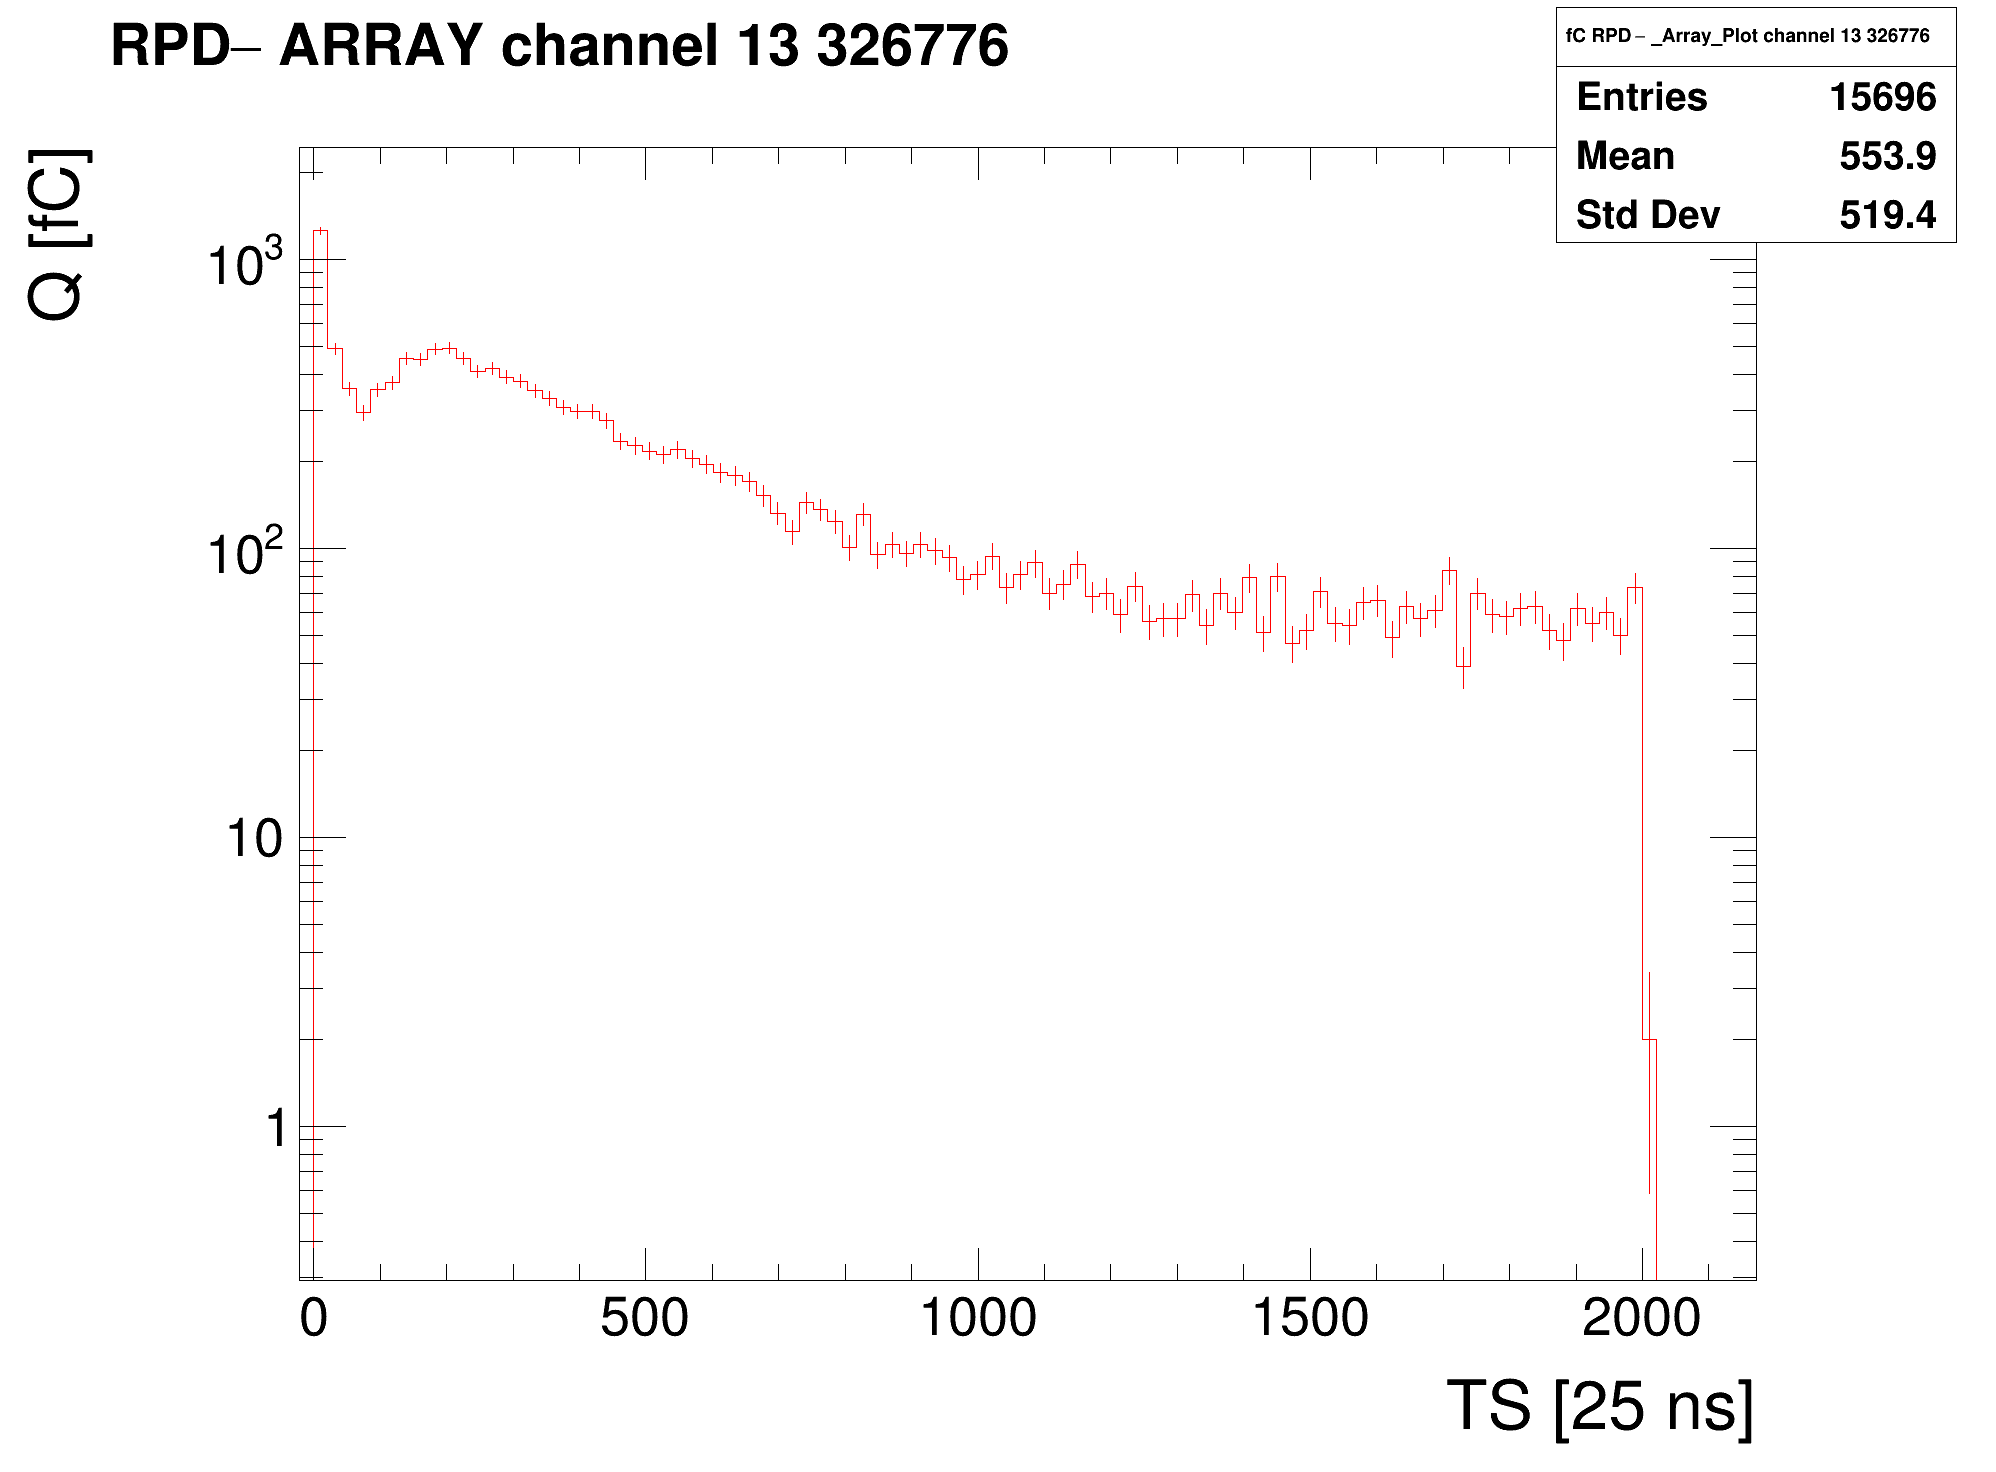 RPD– ARRAY channel 13 326776
fC RPD – _Array_Plot channel 13 326776
Entries 15696
Mean 553.9
Std Dev 519.4
Q [fC]
10³
10²
10
1
0 500 1000 1500 2000
TS [25 ns]